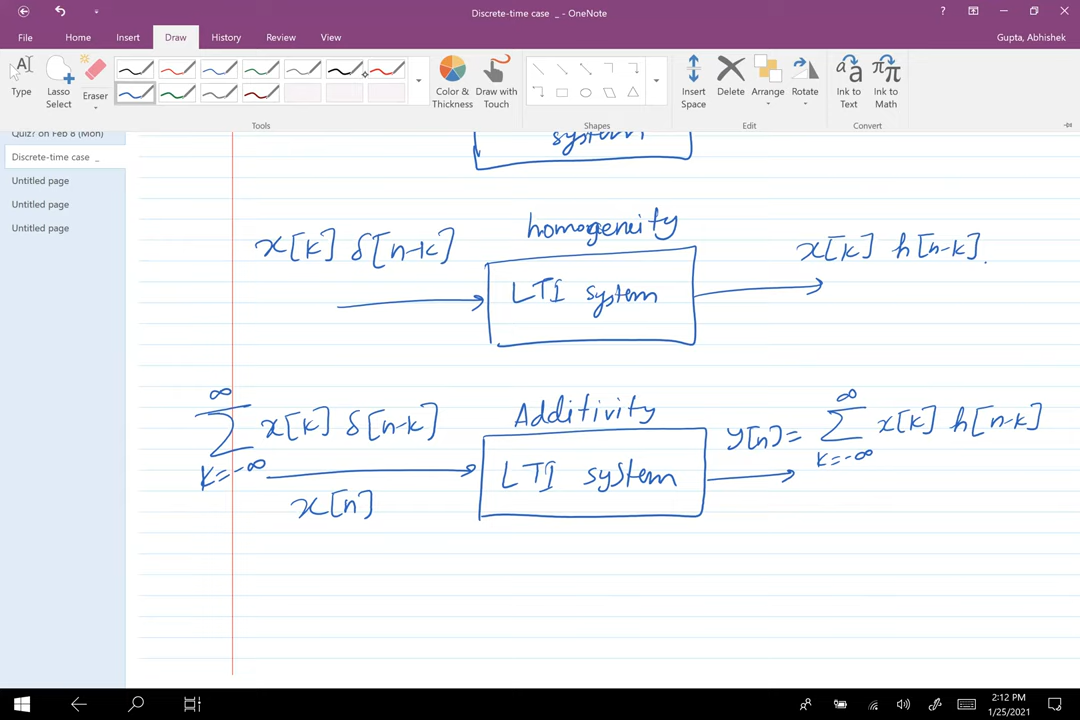 Discrete-time case _ - OneNote
File Home Insert Draw History Review View
Gupta, Abhishek
Type
Lasso Select
Eraser
Color & Thickness
Draw with Touch
Insert Space
Delete
Arrange
Rotate
Ink to Text
Ink to Math
Tools
Shapes
Edit
Convert
Quiz? on Feb 8 (Mon)
Discrete-time case _
Untitled page
Untitled page
Untitled page
system
homogeneity
x[k] δ[n-k]
LTI system
x[k] h[n-k].
Additivity
∞ ∑ k=-∞ x[k] δ[n-k]
x[n]
LTI system
y[n] = ∞ ∑ k=-∞ x[k] h[n-k]
2:12 PM
1/25/2021